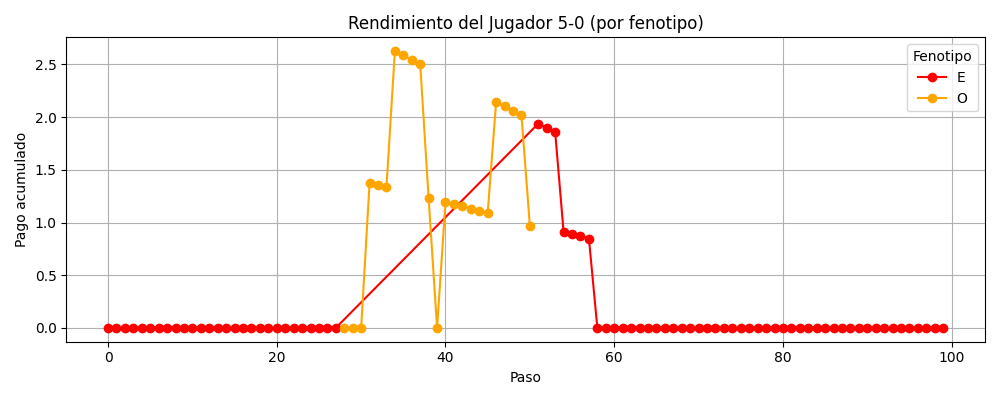 Rendimiento del Jugador 5-0 (por fenotipo)
Pago acumulado
2.5
2.0
1.5
1.0
0.5
0.0
Fenotipo
E
O
0
20
40
60
80
100
Paso